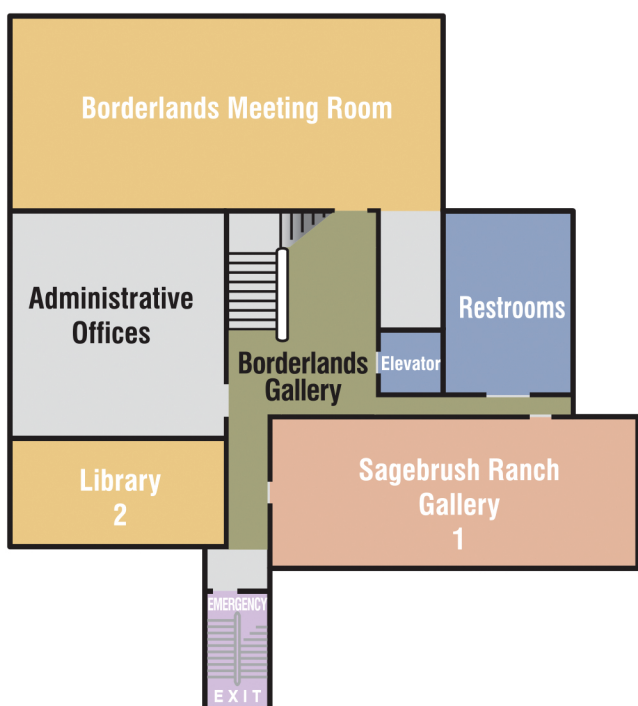 Borderlands Meeting Room
Administrative
Offices
Restrooms
Borderlands
Gallery
Elevator
Library
2
Sagebrush Ranch
Gallery
1
EMERGENCY
EXIT